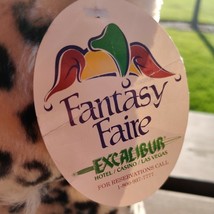 Fantasy
Faire
EXCALIBUR
HOTEL / CASINO / LAS VEGAS
FOR RESERVATIONS CALL